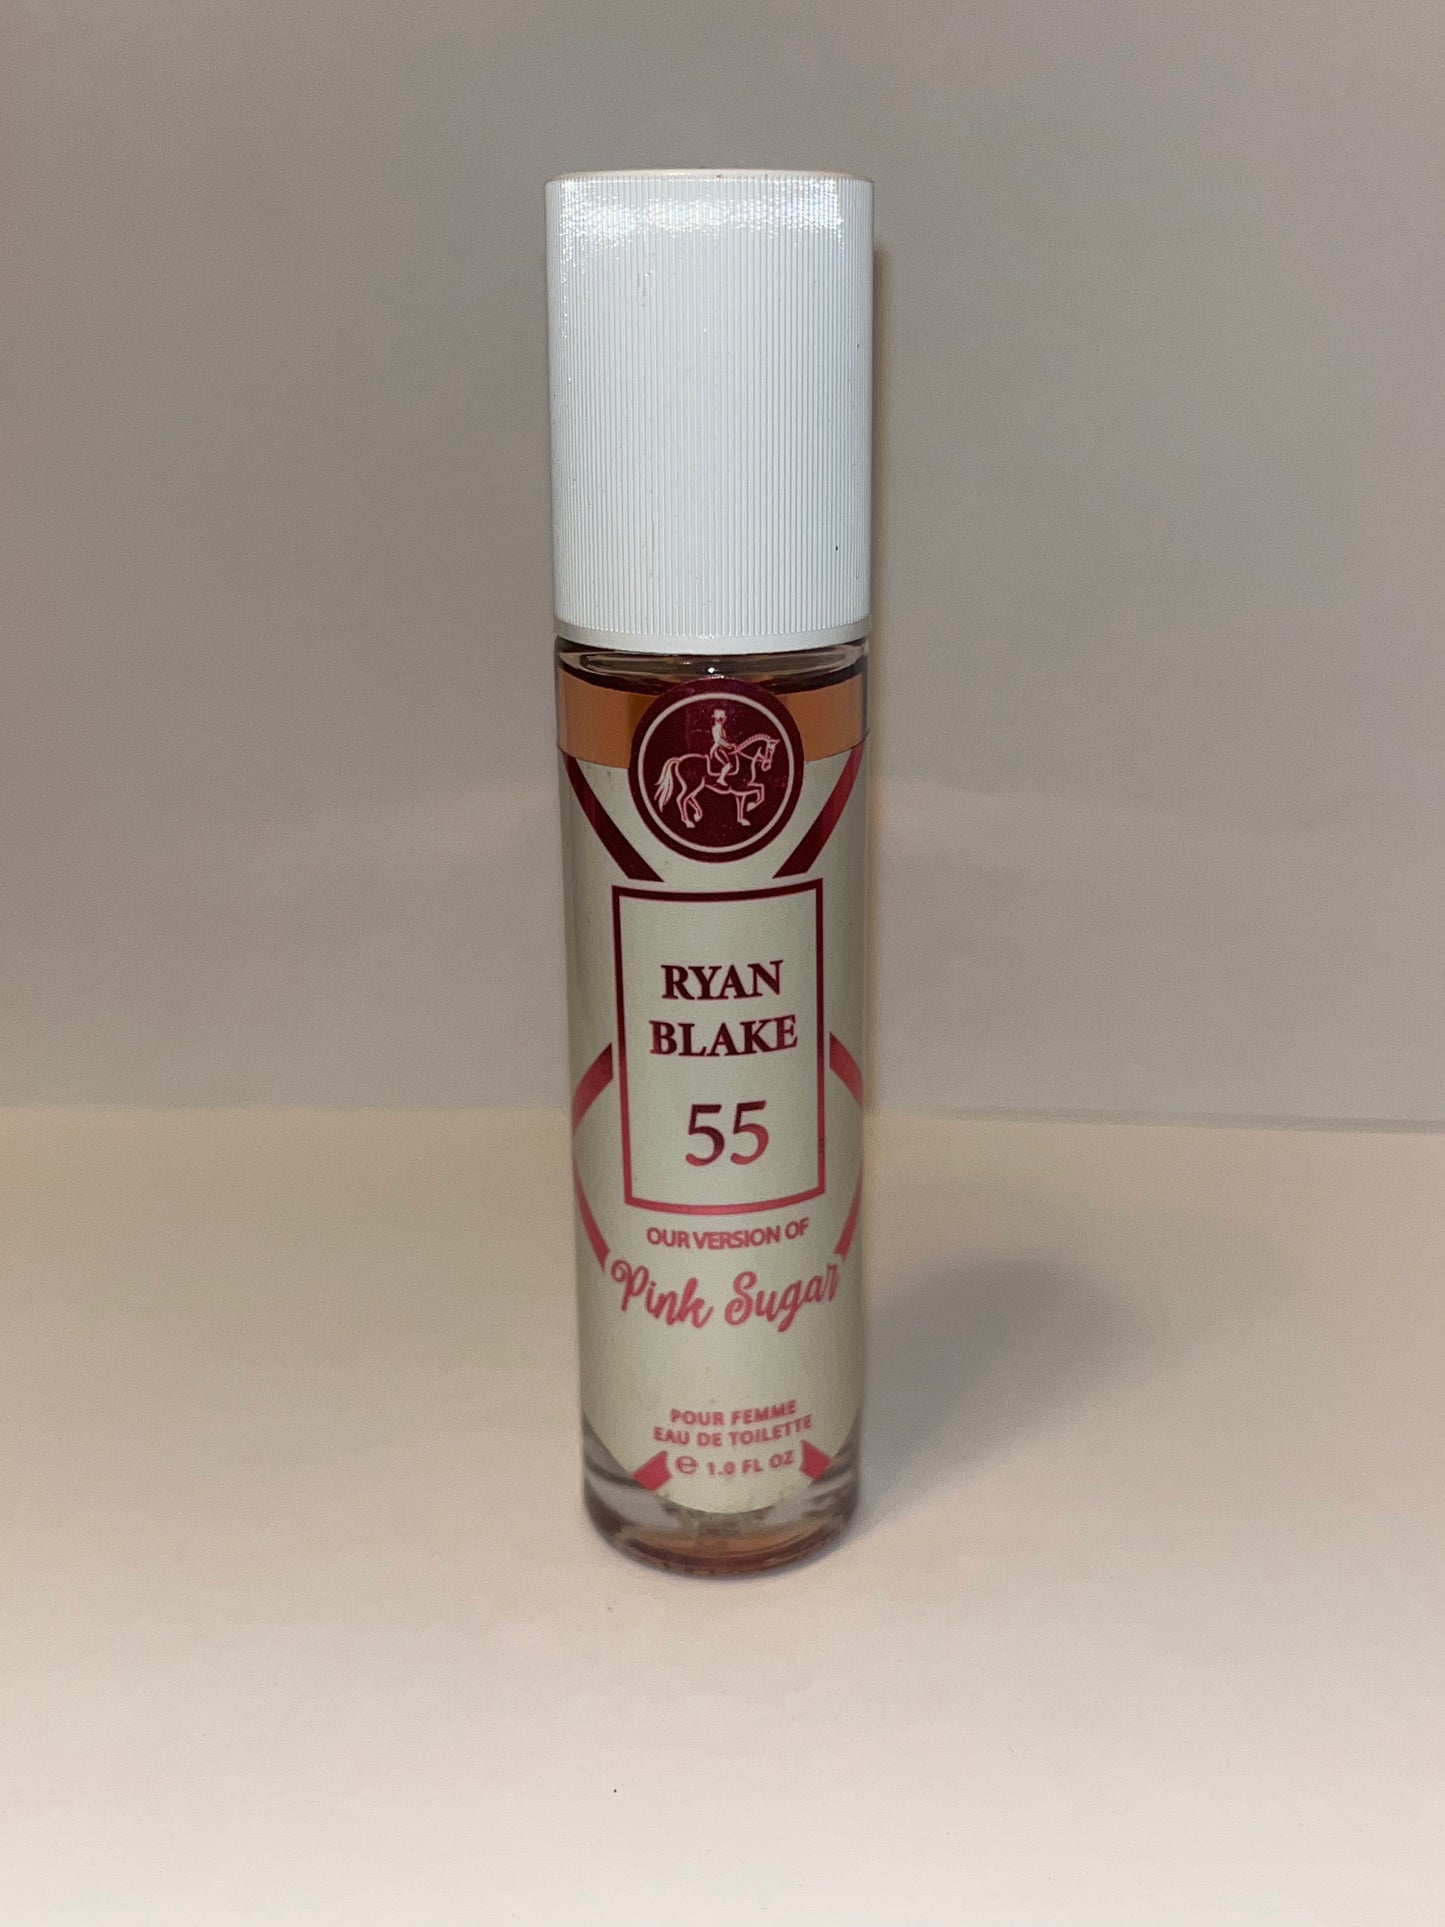 RYAN
BLAKE
55
OUR VERSION OF
Pink Sugar
POUR FEMME
EAU DE TOILETTE
℮ 1.0 FL OZ